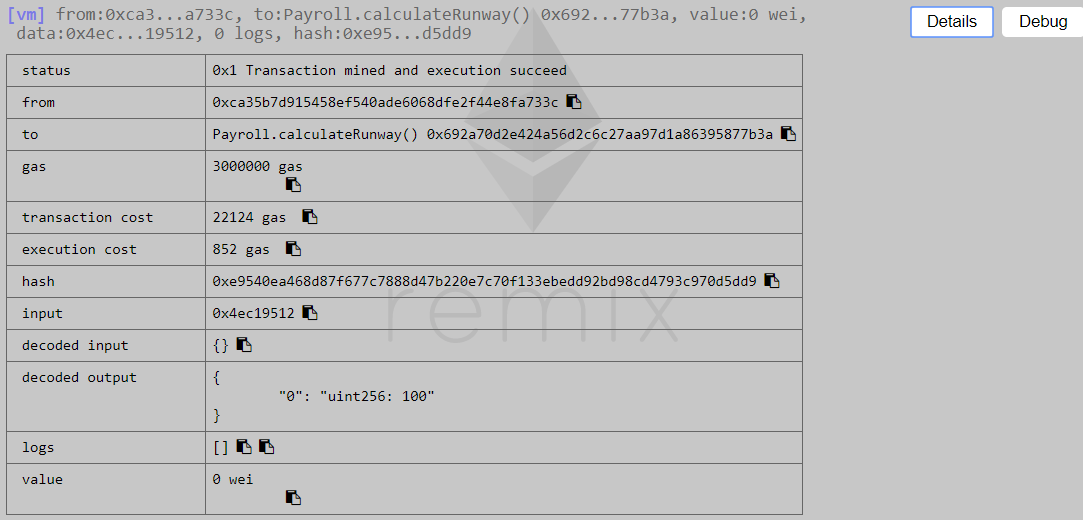 [vm] from:0xca3...a733c, to:Payroll.calculateRunway() 0x692...77b3a, value:0 wei,
data:0x4ec...19512, 0 logs, hash:0xe95...d5dd9
Details
Debug
status 0x1 Transaction mined and execution succeed
from 0xca35b7d915458ef540ade6068dfe2f44e8fa733c
to Payroll.calculateRunway() 0x692a70d2e424a56d2c6c27aa97d1a86395877b3a
gas 3000000 gas
transaction cost 22124 gas
execution cost 852 gas
hash 0xe9540ea468d87f677c7888d47b220e7c70f133ebedd92bd98cd4793c970d5dd9
input 0x4ec19512
decoded input {}
decoded output {
"0": "uint256: 100"
}
logs []
value 0 wei
remix